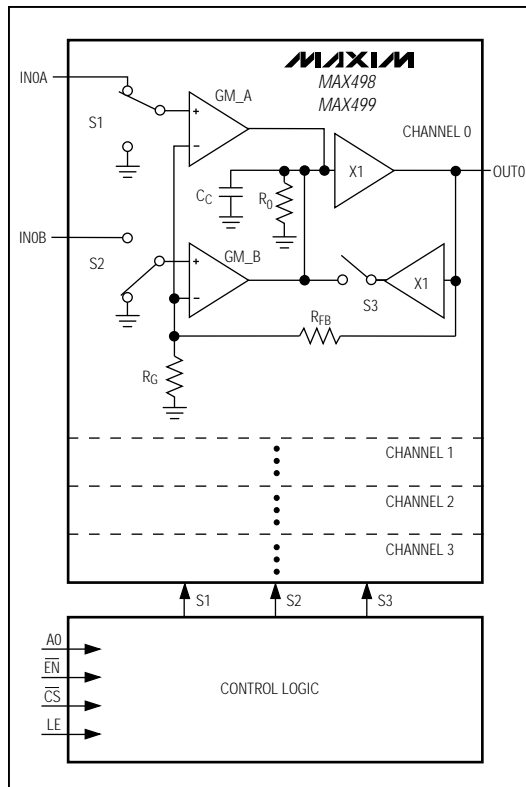 MAXIM
MAX498
MAX499
IN0A
GM_A
S1
CHANNEL 0
X1
OUT0
CC
R0
IN0B
S2
GM_B
S3
X1
RFB
RG
CHANNEL 1
CHANNEL 2
CHANNEL 3
S1 S2 S3
A0
EN
CS
LE
CONTROL LOGIC
+
−
+
−